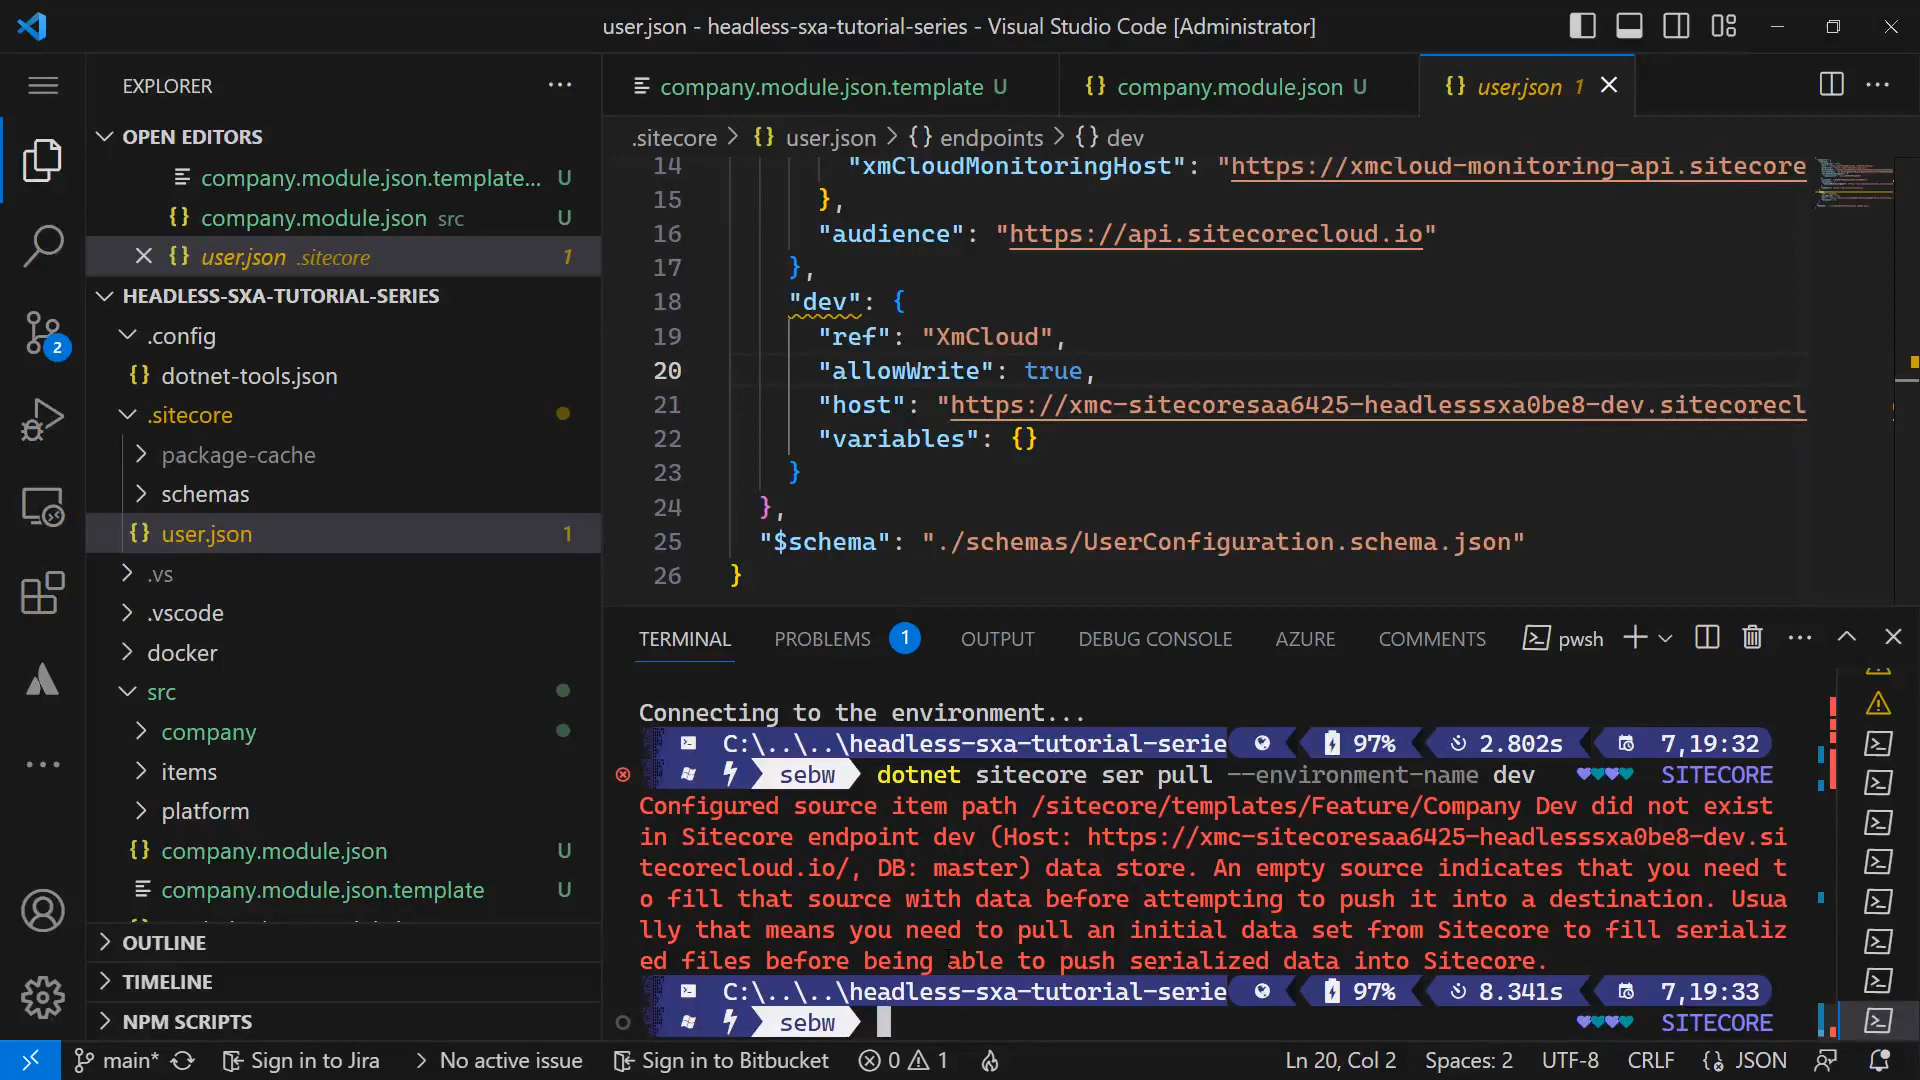 user.json - headless-sxa-tutorial-series - Visual Studio Code [Administrator]
EXPLORER
OPEN EDITORS
company.module.json.template... U
company.module.json src U
user.json .sitecore 1
HEADLESS-SXA-TUTORIAL-SERIES
.config
dotnet-tools.json
.sitecore
package-cache
schemas
user.json 1
.vs
.vscode
docker
src
company
items
platform
company.module.json U
company.module.json.template U
OUTLINE
TIMELINE
NPM SCRIPTS
2
company.module.json.template U
company.module.json U
user.json 1
.sitecore > {} user.json > {} endpoints > {} dev
14 "xmCloudMonitoringHost": "https://xmcloud-monitoring-api.sitecore
15 },
16 "audience": "https://api.sitecorecloud.io"
17 },
18 "dev": {
19 "ref": "XmCloud",
20 "allowWrite": true,
21 "host": "https://xmc-sitecoresaa6425-headlesssxa0be8-dev.sitecorecl
22 "variables": {}
23 }
24 },
25 "$schema": "./schemas/UserConfiguration.schema.json"
26 }
TERMINAL PROBLEMS 1 OUTPUT DEBUG CONSOLE AZURE COMMENTS pwsh
Connecting to the environment...
C:\..\..\headless-sxa-tutorial-serie 97% 2.802s 7,19:32
sebw dotnet sitecore ser pull --environment-name dev SITECORE
Configured source item path /sitecore/templates/Feature/Company Dev did not exist
in Sitecore endpoint dev (Host: https://xmc-sitecoresaa6425-headlesssxa0be8-dev.si
tecorecloud.io/, DB: master) data store. An empty source indicates that you need t
o fill that source with data before attempting to push it into a destination. Usua
lly that means you need to pull an initial data set from Sitecore to fill serializ
ed files before being able to push serialized data into Sitecore.
C:\..\..\headless-sxa-tutorial-serie 97% 8.341s 7,19:33
sebw SITECORE
main* Sign in to Jira No active issue Sign in to Bitbucket 0 1 Ln 20, Col 2 Spaces: 2 UTF-8 CRLF {} JSON